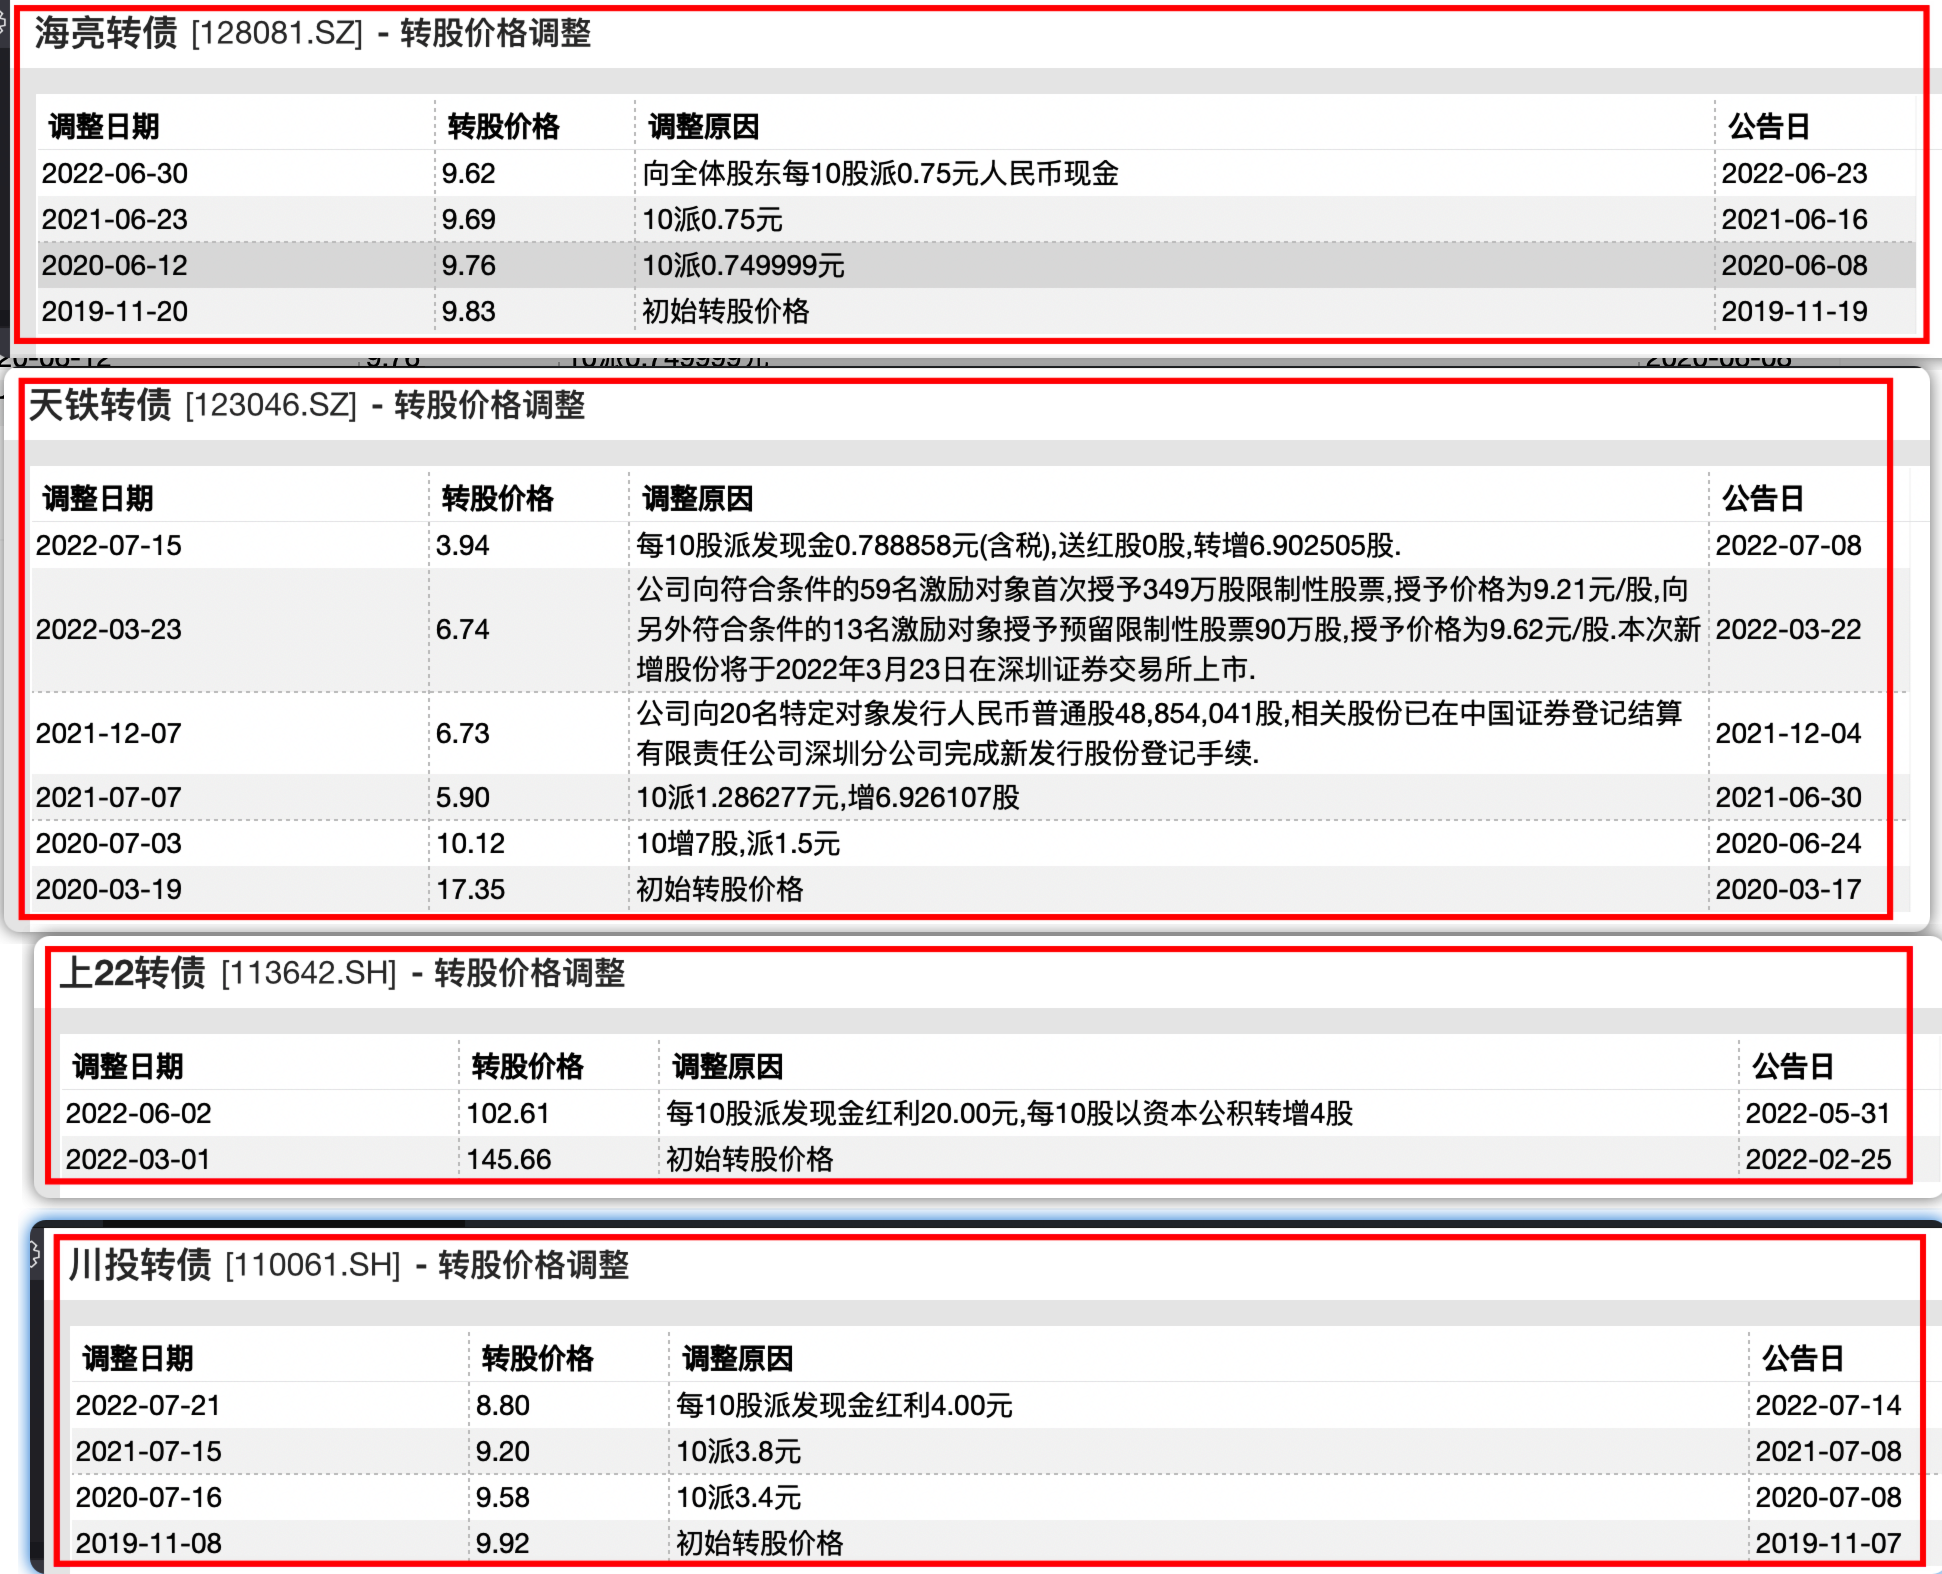 海亮转债 [128081.SZ] - 转股价格调整
调整日期 转股价格 调整原因 公告日
2022-06-30 9.62 向全体股东每10股派0.75元人民币现金 2022-06-23
2021-06-23 9.69 10派0.75元 2021-06-16
2020-06-12 9.76 10派0.749999元 2020-06-08
2019-11-20 9.83 初始转股价格 2019-11-19
20-06-12 9.76 10派0.749999元 2020-06-08
天铁转债 [123046.SZ] - 转股价格调整
调整日期 转股价格 调整原因 公告日
2022-07-15 3.94 每10股派发现金0.788858元(含税),送红股0股,转增6.902505股. 2022-07-08
公司向符合条件的59名激励对象首次授予349万股限制性股票,授予价格为9.21元/股,向
2022-03-23 6.74 另外符合条件的13名激励对象授予预留限制性股票90万股,授予价格为9.62元/股.本次新 2022-03-22
增股份将于2022年3月23日在深圳证券交易所上市.
公司向20名特定对象发行人民币普通股48,854,041股,相关股份已在中国证券登记结算
2021-12-07 6.73 有限责任公司深圳分公司完成新发行股份登记手续. 2021-12-04
2021-07-07 5.90 10派1.286277元,增6.926107股 2021-06-30
2020-07-03 10.12 10增7股,派1.5元 2020-06-24
2020-03-19 17.35 初始转股价格 2020-03-17
上22转债 [113642.SH] - 转股价格调整
调整日期 转股价格 调整原因 公告日
2022-06-02 102.61 每10股派发现金红利20.00元,每10股以资本公积转增4股 2022-05-31
2022-03-01 145.66 初始转股价格 2022-02-25
川投转债 [110061.SH] - 转股价格调整
调整日期 转股价格 调整原因 公告日
2022-07-21 8.80 每10股派发现金红利4.00元 2022-07-14
2021-07-15 9.20 10派3.8元 2021-07-08
2020-07-16 9.58 10派3.4元 2020-07-08
2019-11-08 9.92 初始转股价格 2019-11-07